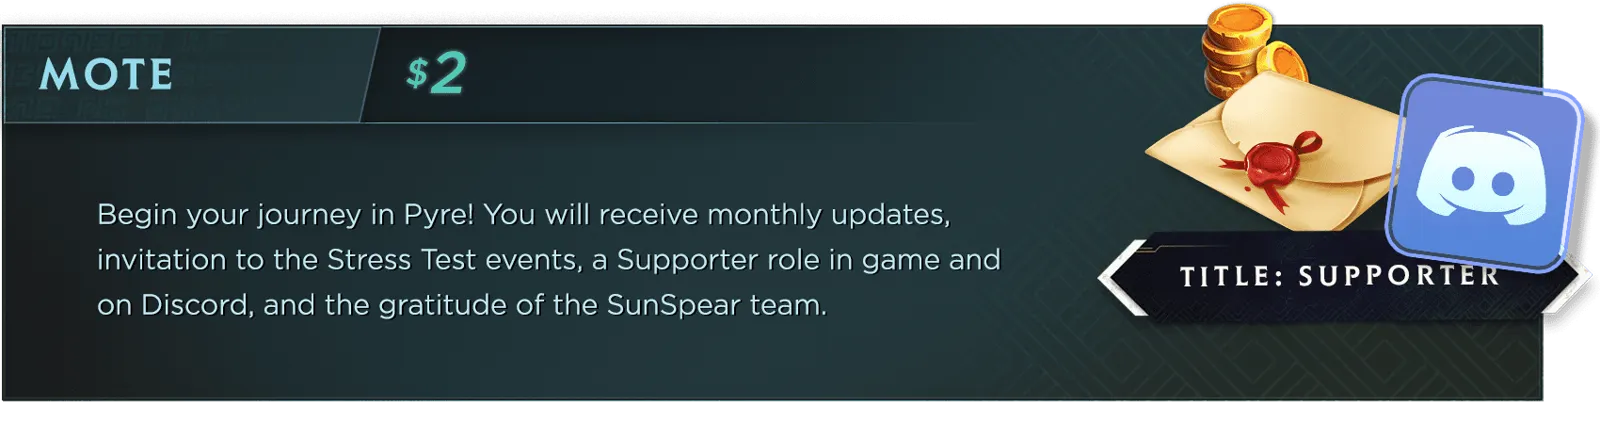 MOTE
$2
Begin your journey in Pyre! You will receive monthly updates,
invitation to the Stress Test events, a Supporter role in game and
on Discord, and the gratitude of the SunSpear team.
TITLE: SUPPORTER